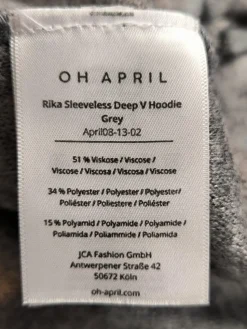 OH APRIL
Rika Sleeveless Deep V Hoodie
Grey
April08-13-02
51 % Viskose / Viscose /
Viscose / Viscosa / Viscosa / Viscose
34 % Polyester / Polyester / Polyester/
Poliéster / Poliestere / Poliéster
15 % Polyamid / Polyamide / Polyamide /
Poliamida / Poliammide / Poliamida
JCA Fashion GmbH
Antwerpener Straße 42
50672 Köln
oh-april.com